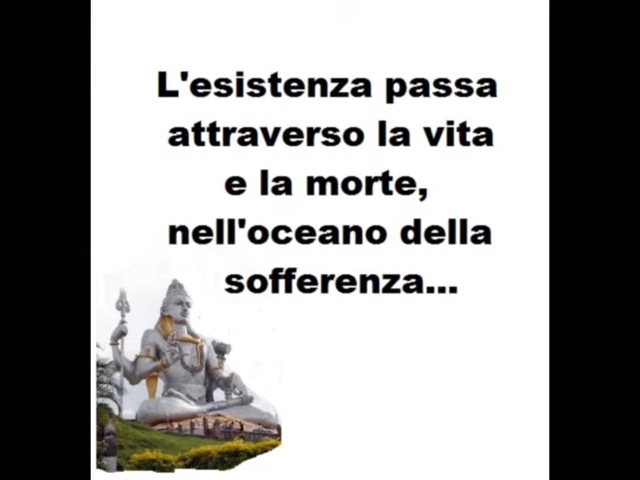 L'esistenza passa
attraverso la vita
e la morte,
nell'oceano della
sofferenza...